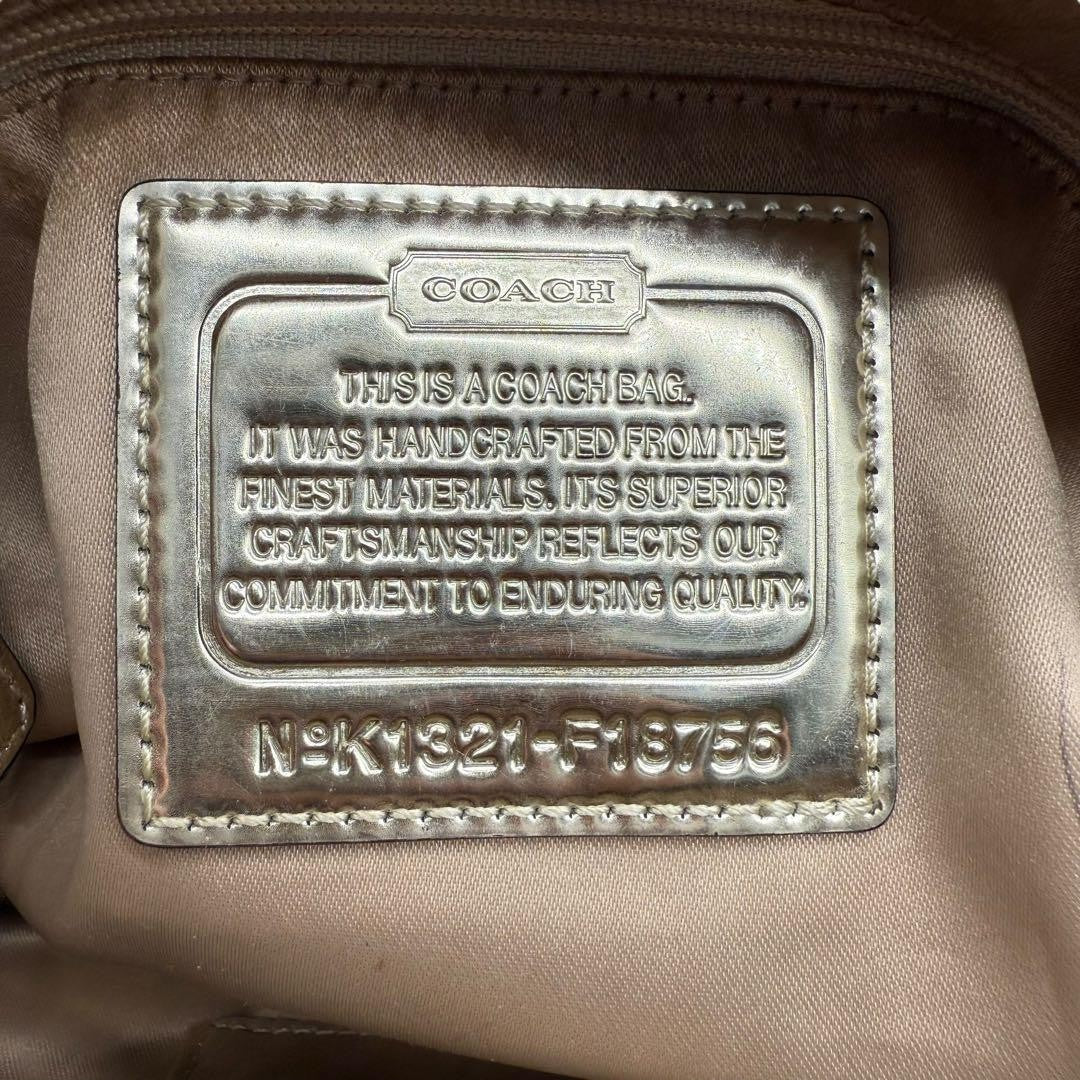 COACH
THIS IS A COACH BAG.
IT WAS HANDCRAFTED FROM THE
FINEST MATERIALS. ITS SUPERIOR
CRAFTSMANSHIP REFLECTS OUR
COMMITMENT TO ENDURING QUALITY.
Nº K1321-F18756